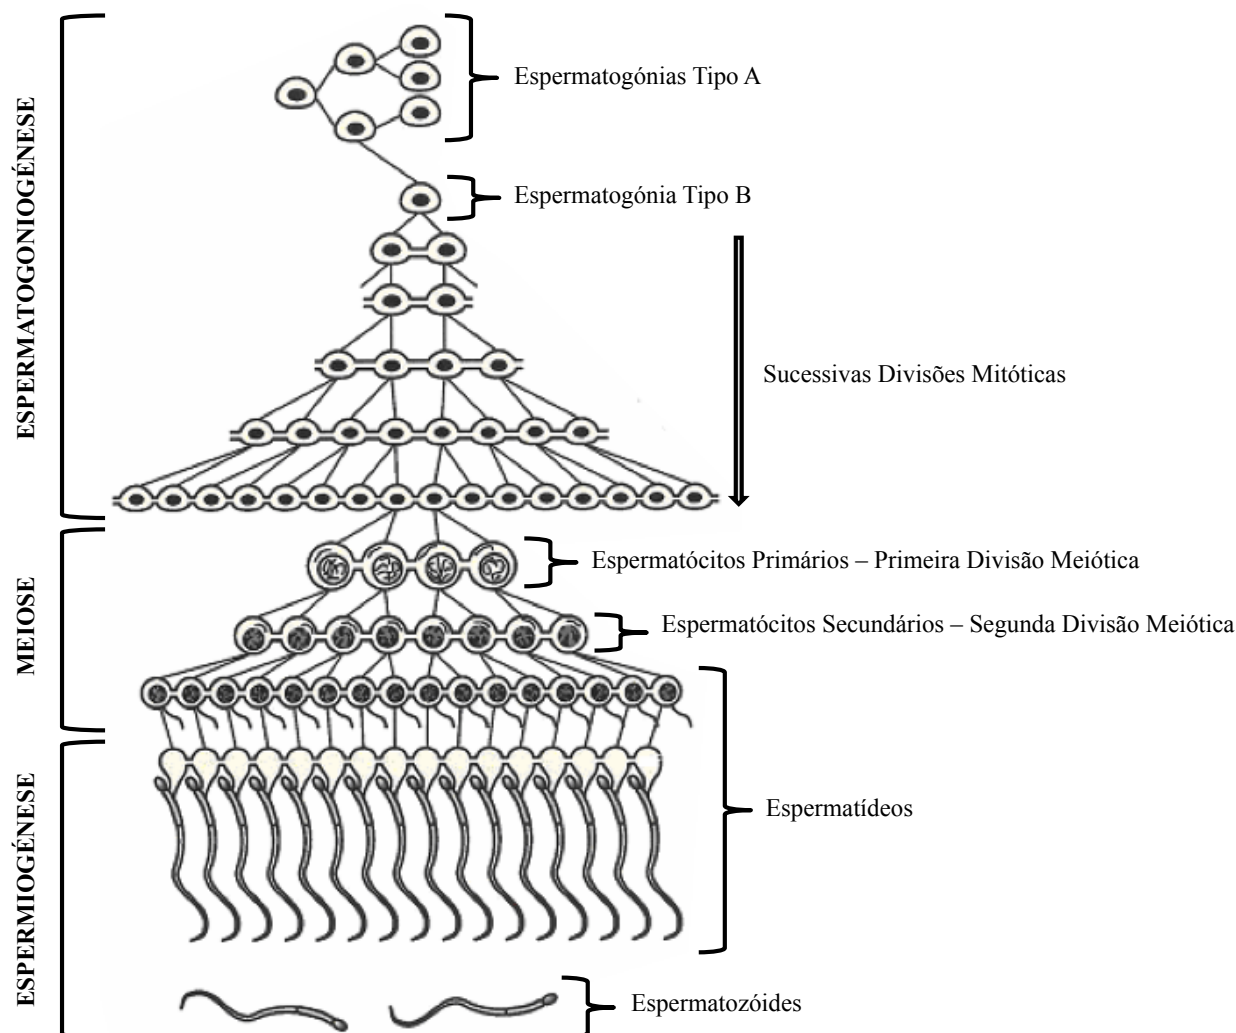 ESPERMATOGONIOGÉNESE
Espermatogónias Tipo A
Espermatogónia Tipo B
Sucessivas Divisões Mitóticas
MEIOSE
Espermatócitos Primários – Primeira Divisão Meiótica
Espermatócitos Secundários – Segunda Divisão Meiótica
ESPERMIOGÉNESE
Espermatídeos
Espermatozóides